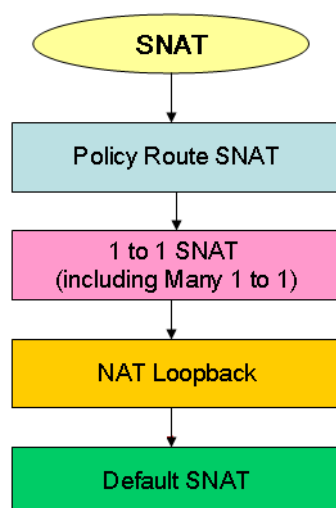 SNAT
Policy Route SNAT
1 to 1 SNAT
(including Many 1 to 1)
NAT Loopback
Default SNAT